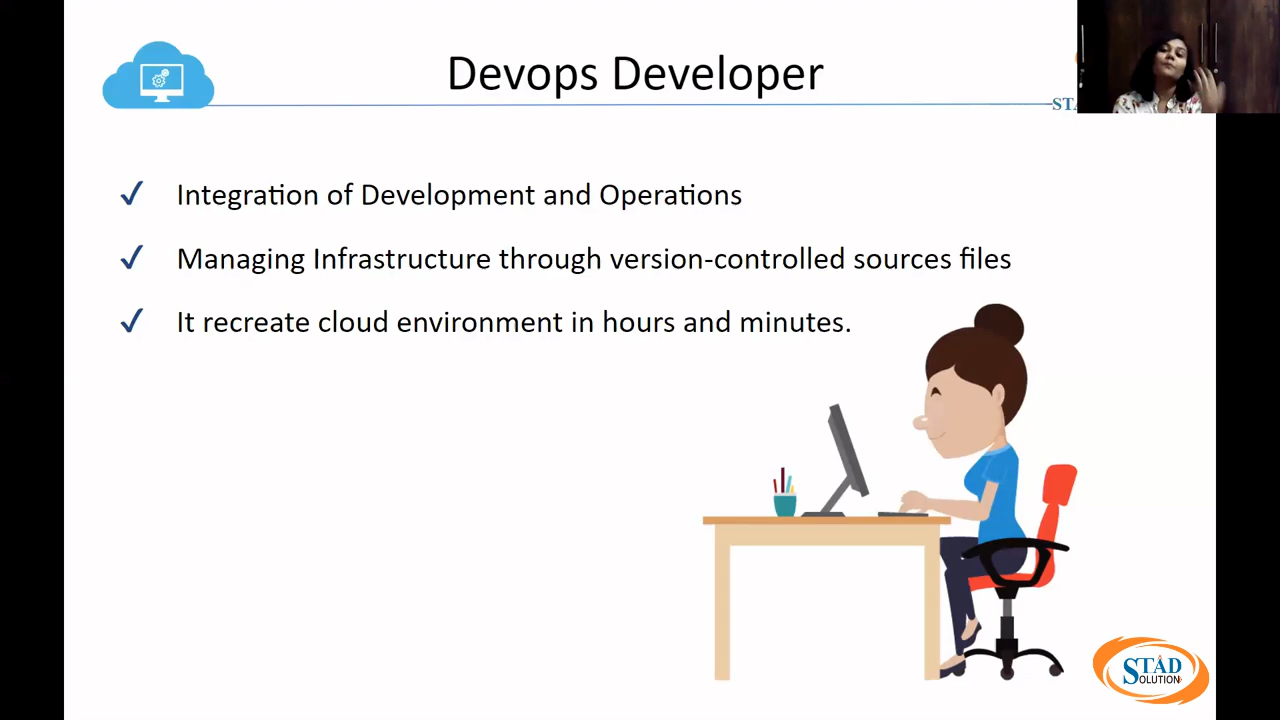 Devops Developer
STA
✓ Integration of Development and Operations
✓ Managing Infrastructure through version-controlled sources files
✓ It recreate cloud environment in hours and minutes.
STAD
SOLUTION